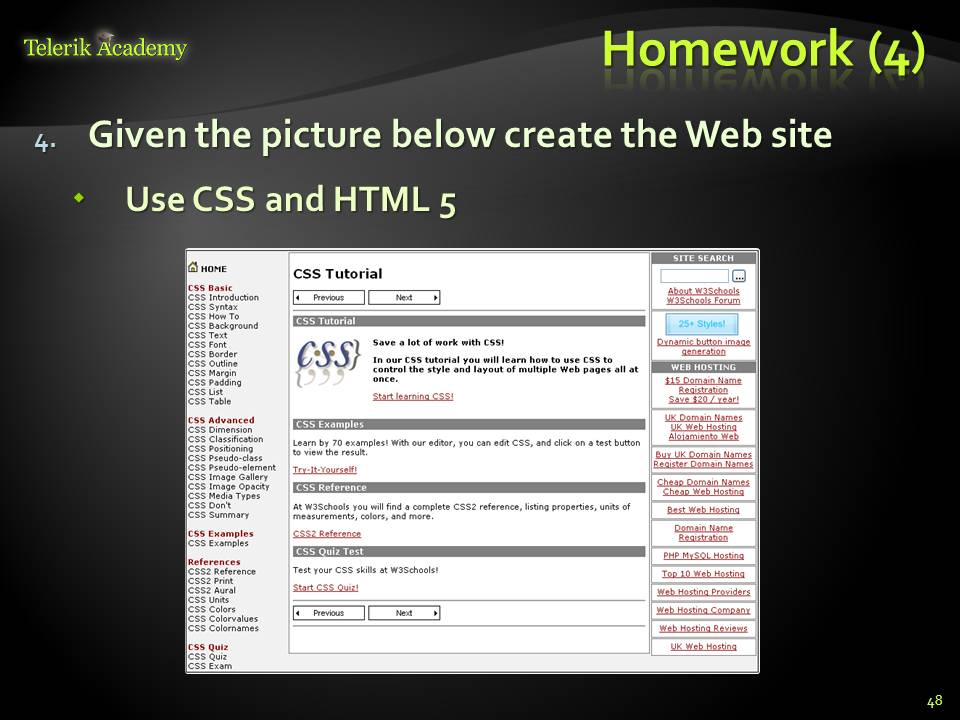 Telerik Academy
Homework (4)
4. Given the picture below create the Web site
Use CSS and HTML 5
HOME
CSS Basic
CSS Introduction
CSS Syntax
CSS How To
CSS Background
CSS Text
CSS Font
CSS Border
CSS Outline
CSS Margin
CSS Padding
CSS List
CSS Table
CSS Advanced
CSS Dimension
CSS Classification
CSS Positioning
CSS Pseudo-class
CSS Pseudo-element
CSS Image Gallery
CSS Image Opacity
CSS Media Types
CSS Don't
CSS Summary
CSS Examples
CSS Examples
References
CSS2 Reference
CSS2 Print
CSS2 Aural
CSS Units
CSS Colors
CSS Colorvalues
CSS Colornames
CSS Quiz
CSS Quiz
CSS Exam
CSS Tutorial
Previous
Next
CSS Tutorial
CSS
Save a lot of work with CSS!
In our CSS tutorial you will learn how to use CSS to
control the style and layout of multiple Web pages all at
once.
Start learning CSS!
CSS Examples
Learn by 70 examples! With our editor, you can edit CSS, and click on a test button
to view the result.
Try-It-Yourself!
CSS Reference
At W3Schools you will find a complete CSS2 reference, listing properties, units of
measurements, colors, and more.
CSS2 Reference
CSS Quiz Test
Test your CSS skills at W3Schools!
Start CSS Quiz!
Previous
Next
SITE SEARCH
...
About W3Schools
W3Schools Forum
25+ Styles!
Dynamic button image
generation
WEB HOSTING
$15 Domain Name
Registration
Save $20 / year!
UK Domain Names
UK Web Hosting
Alojamiento Web
Buy UK Domain Names
Register Domain Names
Cheap Domain Names
Cheap Web Hosting
Best Web Hosting
Domain Name
Registration
PHP MySQL Hosting
Top 10 Web Hosting
Web Hosting Providers
Web Hosting Company
Web Hosting Reviews
UK Web Hosting
48